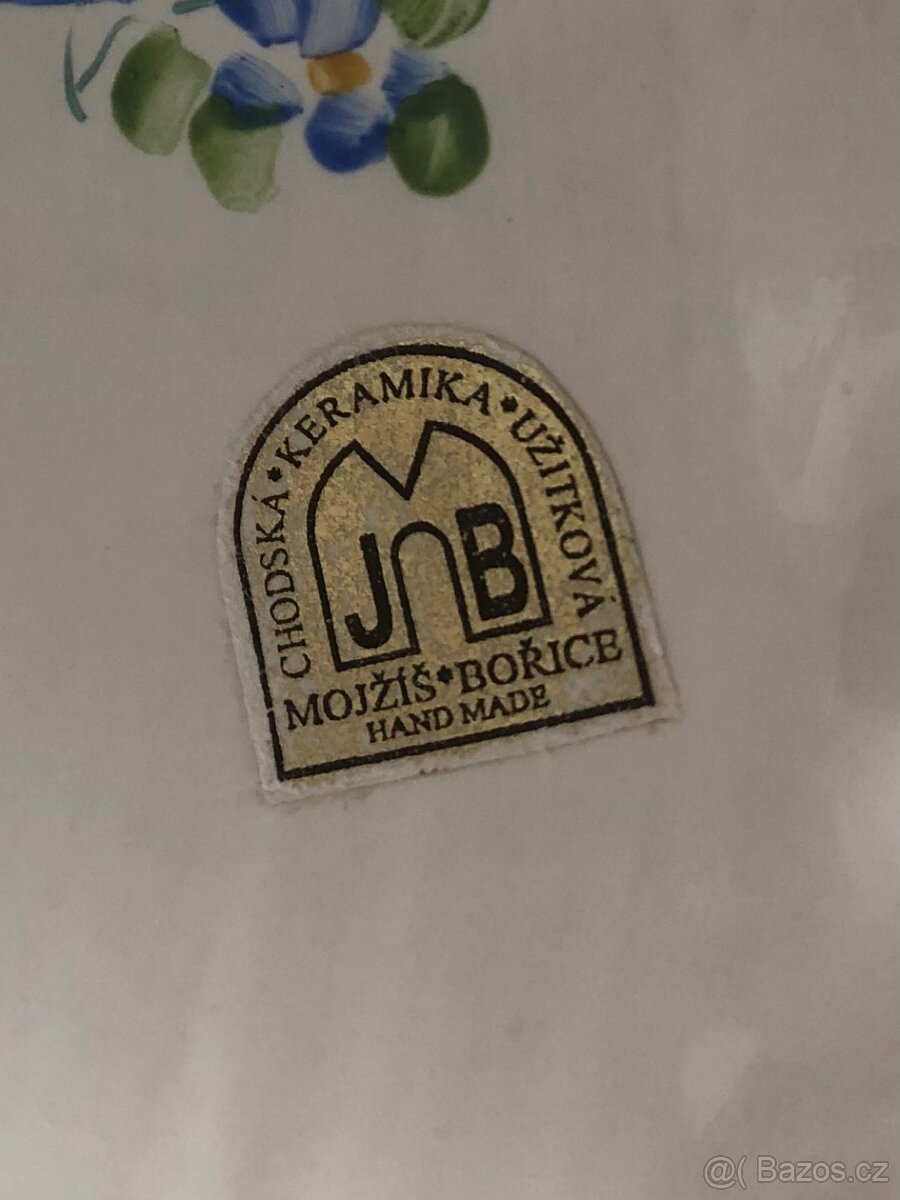 CHODSKÁ • KERAMIKA • UŽITKOVÁ
J B
MOJŽÍŠ • BOŘICE
HAND MADE
@( Bazos.cz